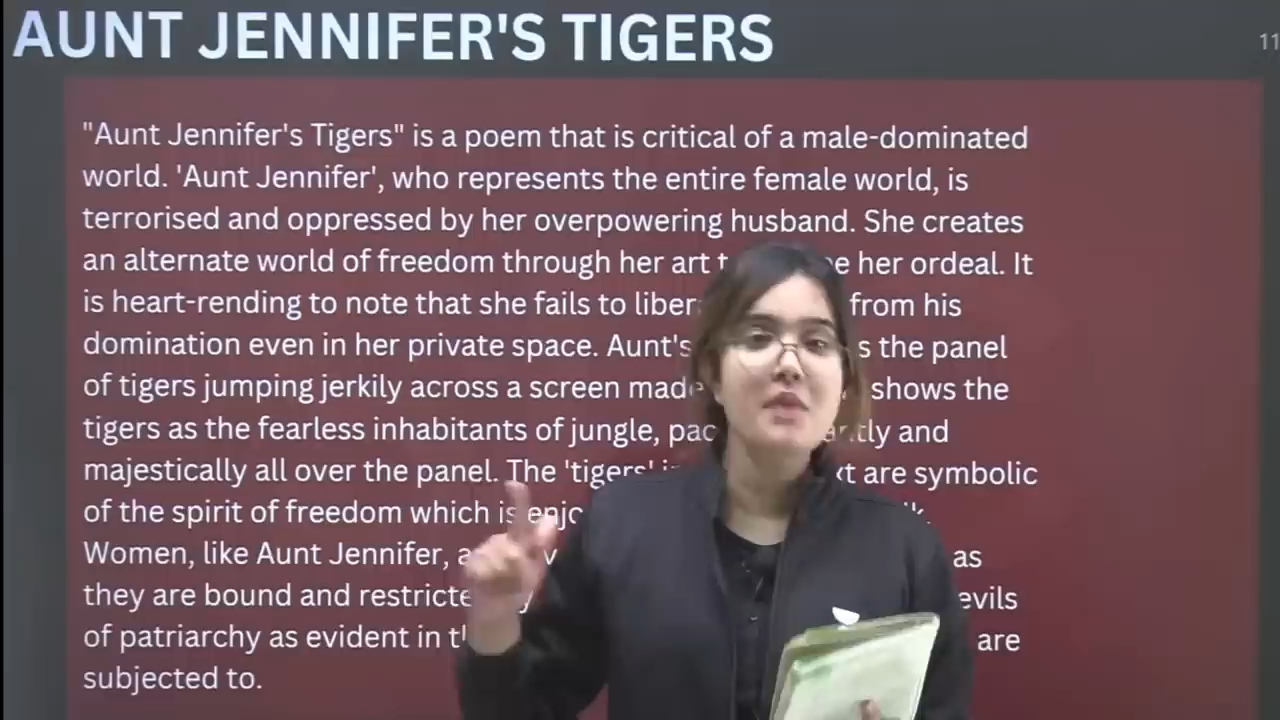 AUNT JENNIFER'S TIGERS
11
"Aunt Jennifer's Tigers" is a poem that is critical of a male-dominated
world. 'Aunt Jennifer', who represents the entire female world, is
terrorised and oppressed by her overpowering husband. She creates
an alternate world of freedom through her art her ordeal. It
is heart-rending to note that she fails to from his
domination even in her private space. Aunt's the panel
of tigers jumping jerkily across a screen made shows the
tigers as the fearless inhabitants of jungle, and
majestically all over the panel. The 'tigers' are symbolic
of the spirit of freedom which is
Women, like Aunt Jennifer, as
they are bound and evils
of patriarchy as evident in are
subjected to.